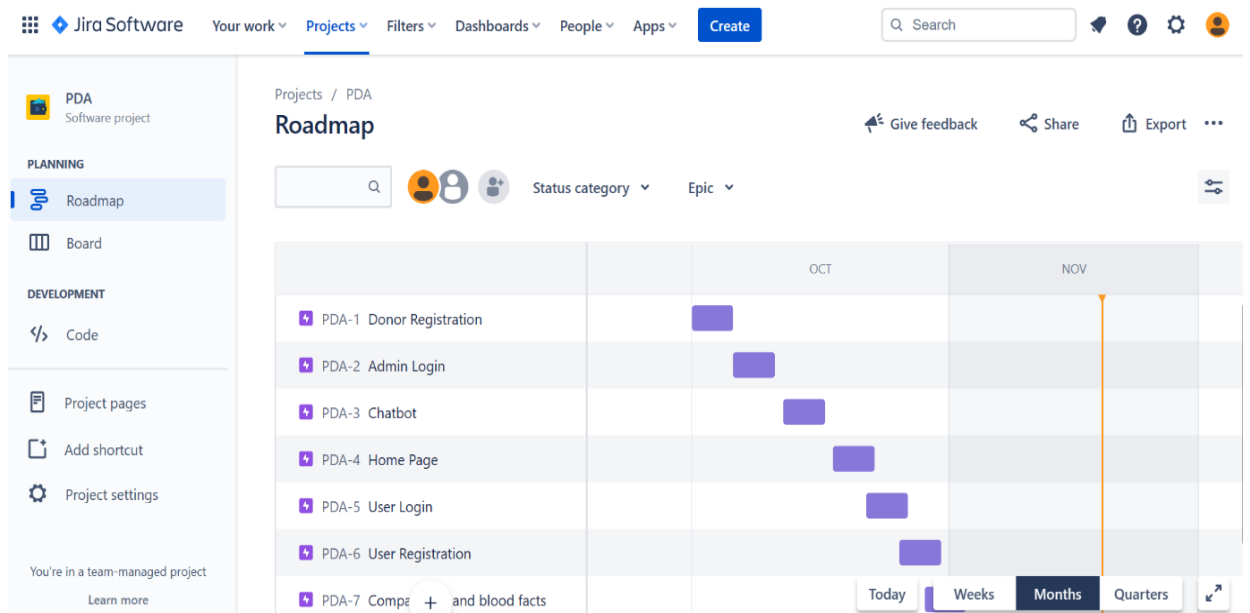 Jira Software Your work Projects Filters Dashboards People Apps Create Search
PDA
Software project
PLANNING
Roadmap
Board
DEVELOPMENT
Code
Project pages
Add shortcut
Project settings
You're in a team-managed project
Learn more
Projects / PDA
Roadmap
Give feedback Share Export
Status category Epic
OCT NOV
PDA-1 Donor Registration
PDA-2 Admin Login
PDA-3 Chatbot
PDA-4 Home Page
PDA-5 User Login
PDA-6 User Registration
PDA-7 and blood facts
Today Weeks Months Quarters